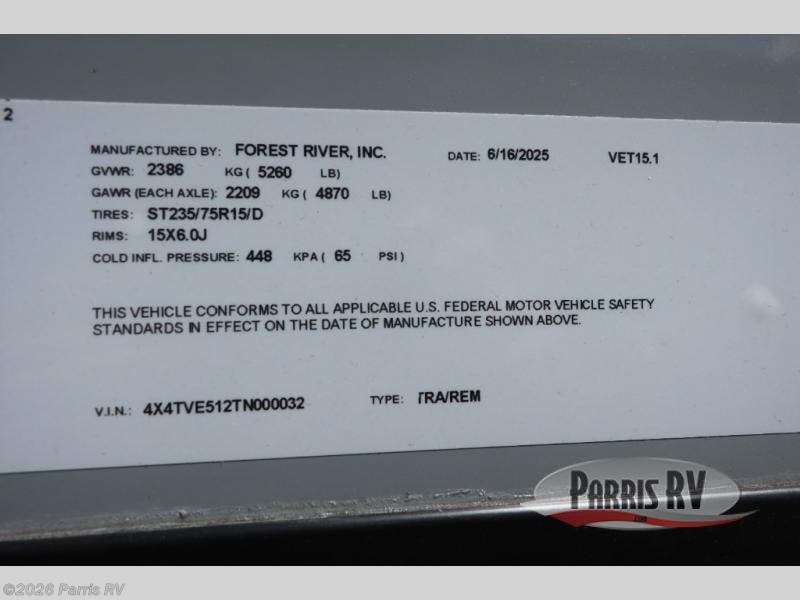 2
MANUFACTURED BY: FOREST RIVER, INC. DATE: 6/16/2025 VET15.1
GVWR: 2386 KG ( 5260 LB)
GAWR (EACH AXLE): 2209 KG ( 4870 LB)
TIRES: ST235/75R15/D
RIMS: 15X6.0J
COLD INFL. PRESSURE: 448 KPA ( 65 PSI )
THIS VEHICLE CONFORMS TO ALL APPLICABLE U.S. FEDERAL MOTOR VEHICLE SAFETY
STANDARDS IN EFFECT ON THE DATE OF MANUFACTURE SHOWN ABOVE.
V.I.N.: 4X4TVE512TN000032 TYPE: TRA/REM
PARRIS RV
©2026 Parris RV